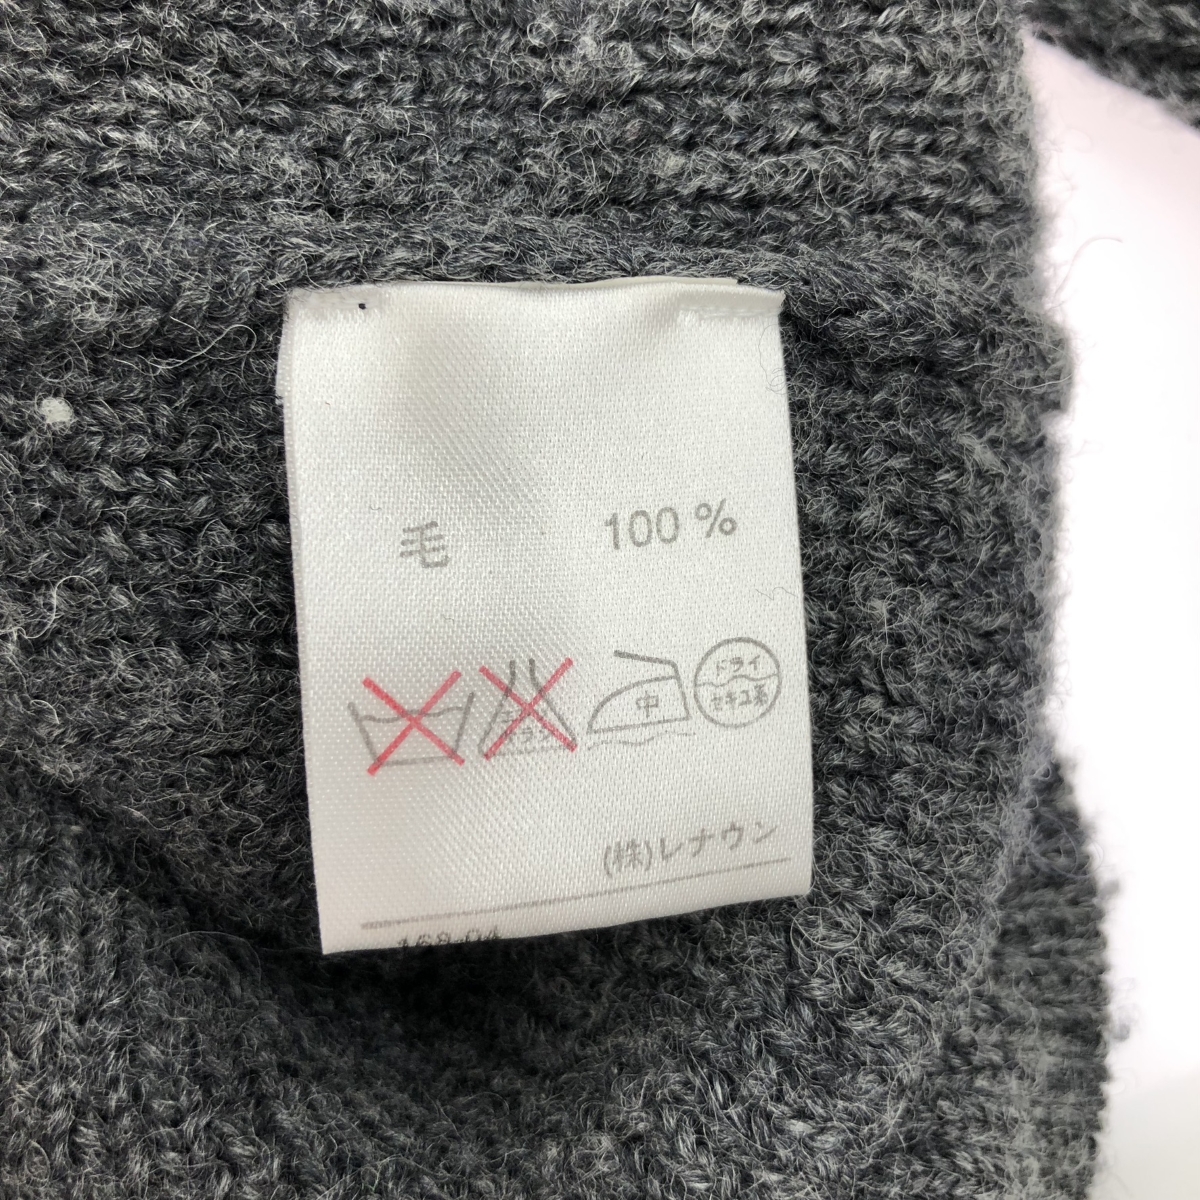 毛 100 %
中 ドライ
セキユ系
(株)レナウン